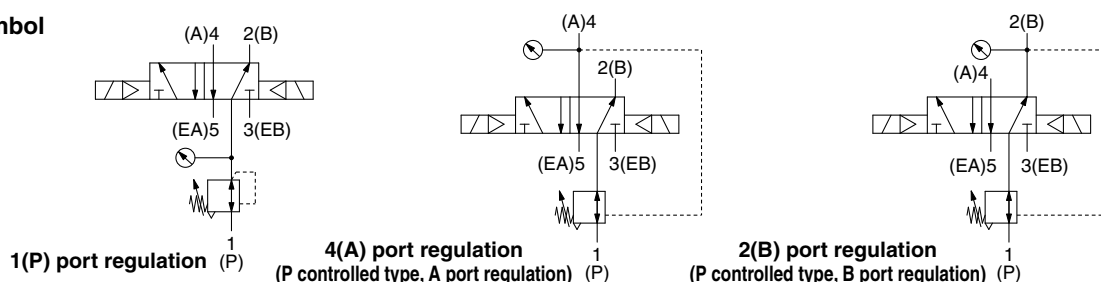 mbol
(A)4 2(B)
(EA)5 3(EB)
1
(P)
1(P) port regulation
(A)4
2(B)
(EA)5 3(EB)
1
(P)
4(A) port regulation
(P controlled type, A port regulation)
2(B)
(A)4
(EA)5 3(EB)
1
(P)
2(B) port regulation
(P controlled type, B port regulation)